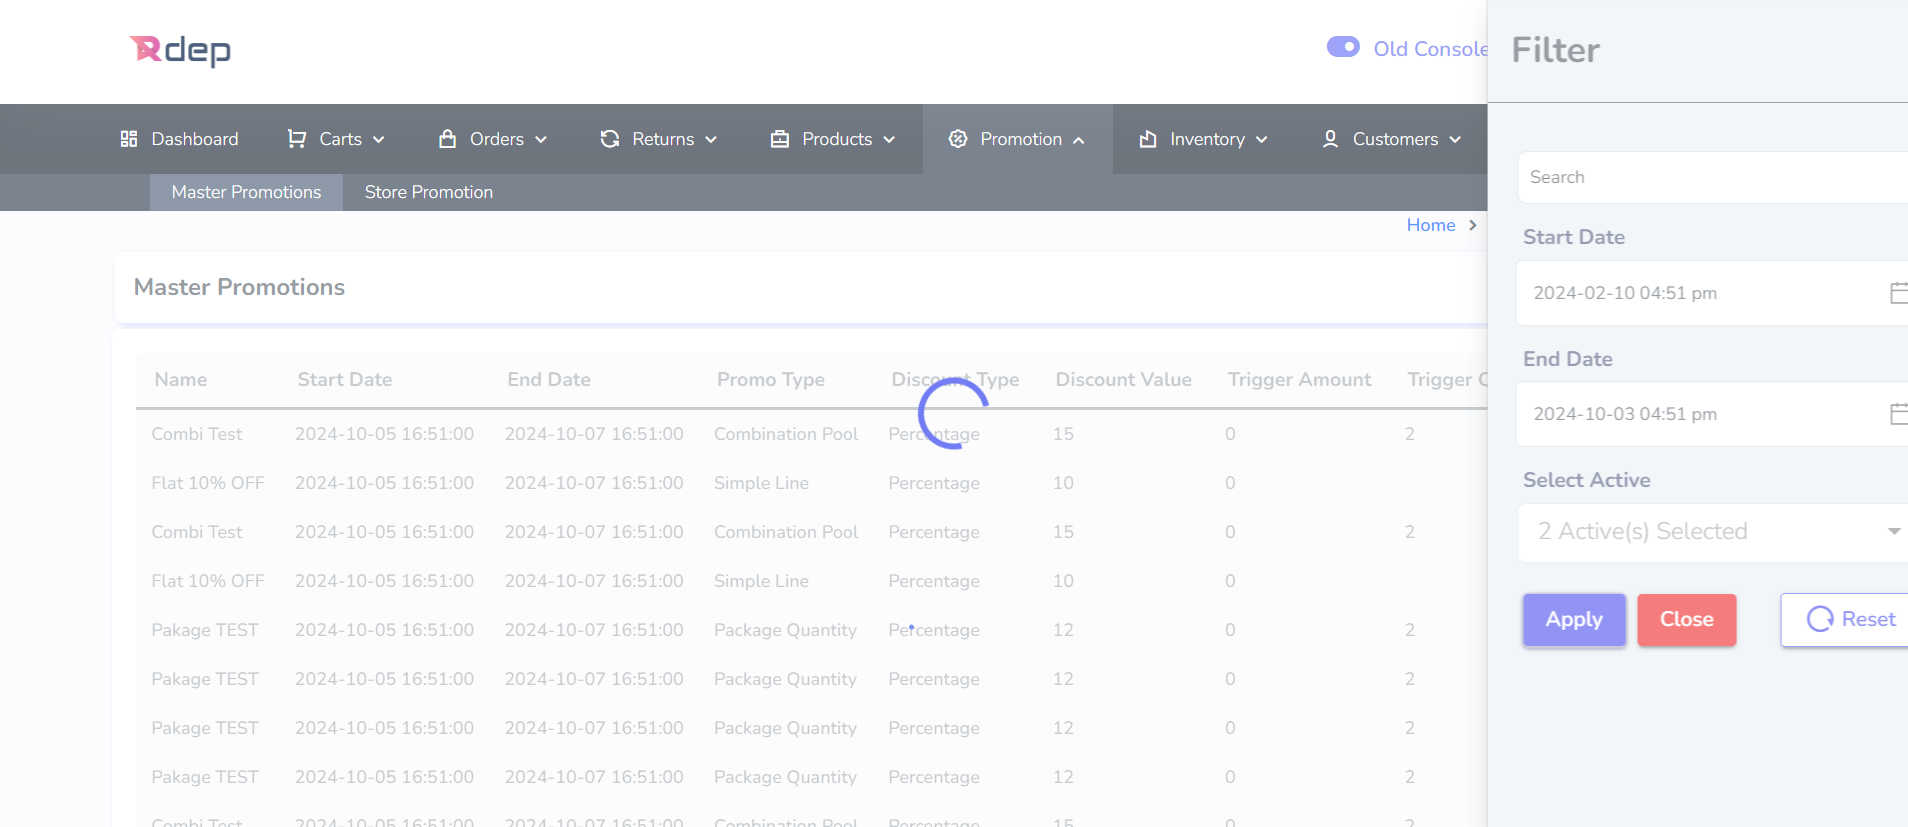 Rdep
Old Console
Filter
Dashboard Carts Orders Returns Products Promotion Inventory Customers
Master Promotions Store Promotion
Home
Search
Start Date
2024-02-10 04:51 pm
End Date
2024-10-03 04:51 pm
Select Active
2 Active(s) Selected
Apply Close Reset
Master Promotions
Name Start Date End Date Promo Type Discount Type Discount Value Trigger Amount Trigger Q
Combi Test 2024-10-05 16:51:00 2024-10-07 16:51:00 Combination Pool Percentage 15 0 2
Flat 10% OFF 2024-10-05 16:51:00 2024-10-07 16:51:00 Simple Line Percentage 10 0
Combi Test 2024-10-05 16:51:00 2024-10-07 16:51:00 Combination Pool Percentage 15 0 2
Flat 10% OFF 2024-10-05 16:51:00 2024-10-07 16:51:00 Simple Line Percentage 10 0
Pakage TEST 2024-10-05 16:51:00 2024-10-07 16:51:00 Package Quantity Percentage 12 0 2
Pakage TEST 2024-10-05 16:51:00 2024-10-07 16:51:00 Package Quantity Percentage 12 0 2
Pakage TEST 2024-10-05 16:51:00 2024-10-07 16:51:00 Package Quantity Percentage 12 0 2
Pakage TEST 2024-10-05 16:51:00 2024-10-07 16:51:00 Package Quantity Percentage 12 0 2
Combi Test 2024-10-05 16:51:00 2024-10-07 16:51:00 Combination Pool Percentage 15 0 2